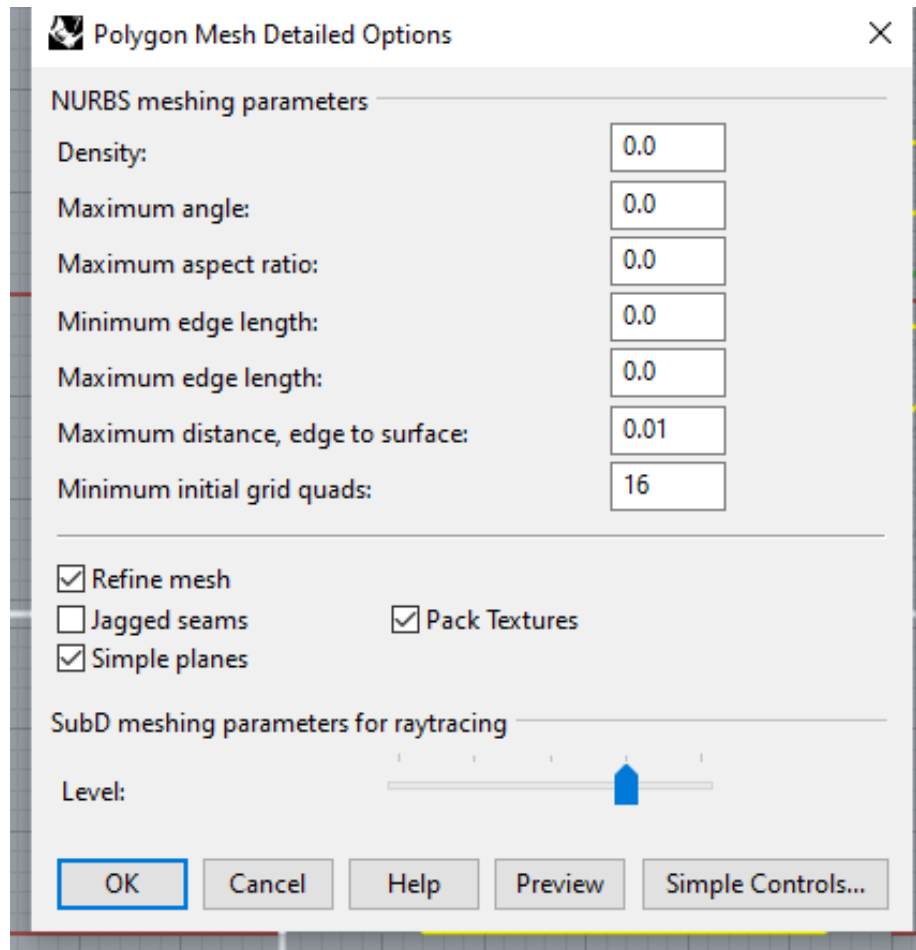 Polygon Mesh Detailed Options
NURBS meshing parameters
Density: 0.0
Maximum angle: 0.0
Maximum aspect ratio: 0.0
Minimum edge length: 0.0
Maximum edge length: 0.0
Maximum distance, edge to surface: 0.01
Minimum initial grid quads: 16
Refine mesh
Jagged seams Pack Textures
Simple planes
SubD meshing parameters for raytracing
Level:
OK Cancel Help Preview Simple Controls...